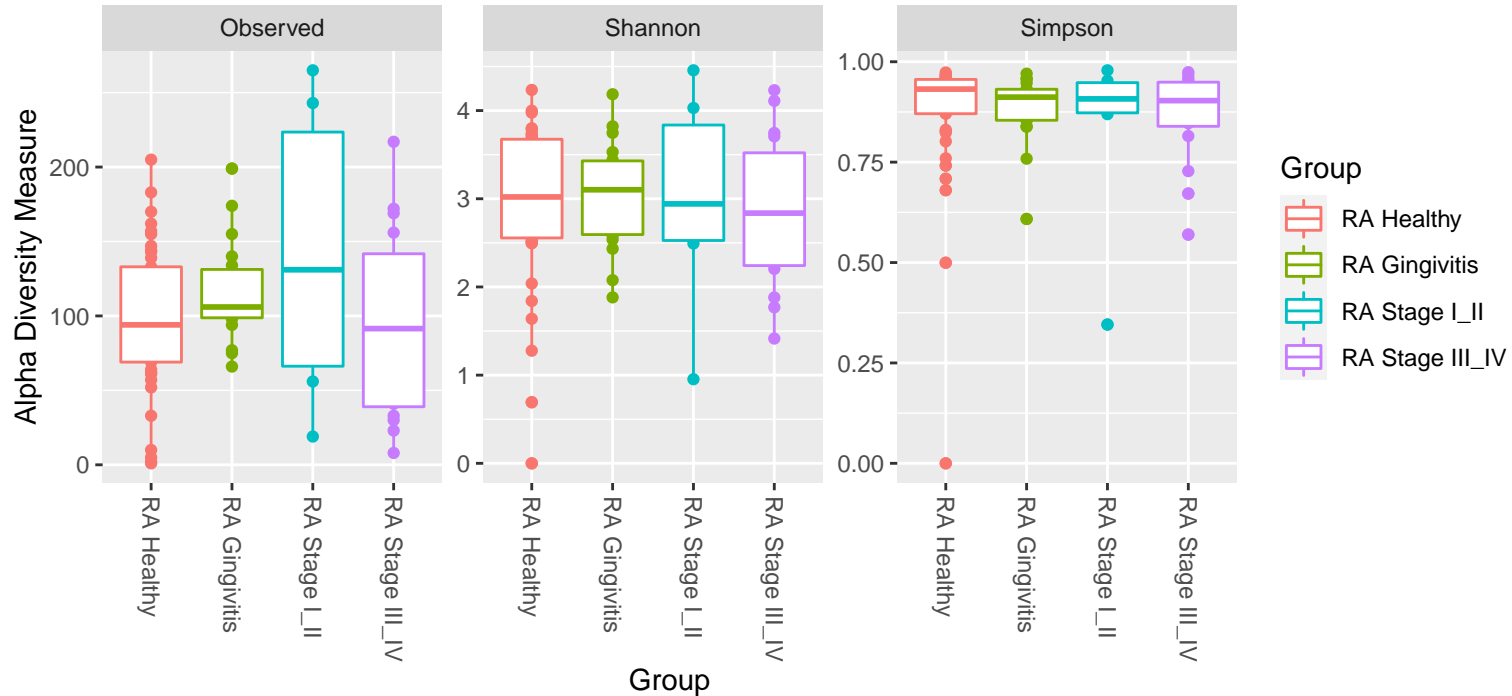 Observed
Shannon
Simpson
Alpha Diversity Measure
200
100
0
4
3
2
1
0
1.00
0.75
0.50
0.25
0.00
RA Healthy
RA Gingivitis
RA Stage I_II
RA Stage III_IV
RA Healthy
RA Gingivitis
RA Stage I_II
RA Stage III_IV
RA Healthy
RA Gingivitis
RA Stage I_II
RA Stage III_IV
Group
Group
RA Healthy
RA Gingivitis
RA Stage I_II
RA Stage III_IV